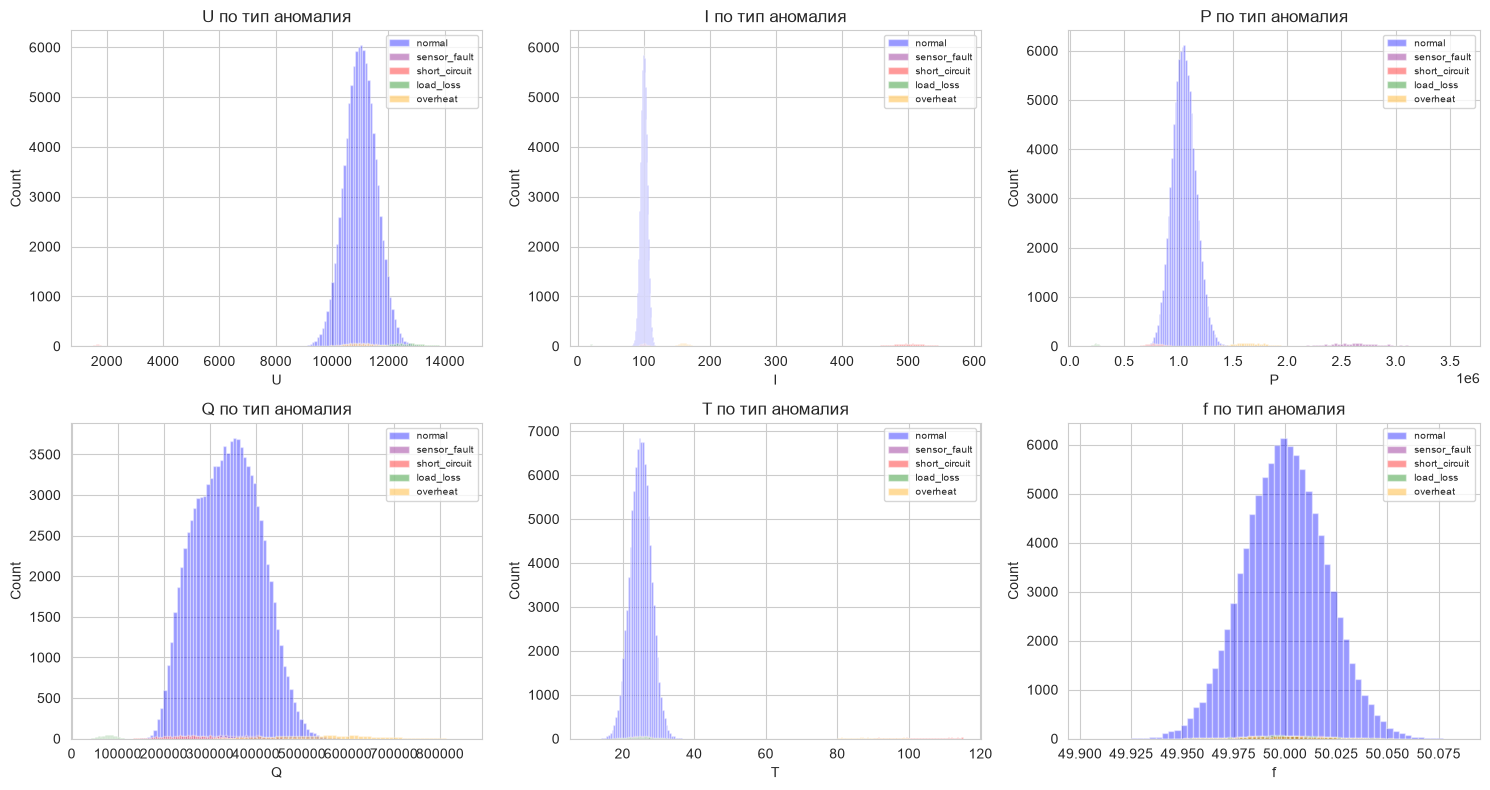 U по тип аномалия
I по тип аномалия
P по тип аномалия
6000
5000
4000
3000
2000
1000
0
Count
normal
sensor_fault
short_circuit
load_loss
overheat
2000 4000 6000 8000 10000 12000 14000
U
6000
5000
4000
3000
2000
1000
0
Count
normal
sensor_fault
short_circuit
load_loss
overheat
0 100 200 300 400 500 600
I
6000
5000
4000
3000
2000
1000
0
Count
normal
sensor_fault
short_circuit
load_loss
overheat
0.0 0.5 1.0 1.5 2.0 2.5 3.0 3.5
1e6
P
Q по тип аномалия
T по тип аномалия
f по тип аномалия
3500
3000
2500
2000
1500
1000
500
0
Count
normal
sensor_fault
short_circuit
load_loss
overheat
0 100000 200000 300000 400000 500000 600000 700000 800000
Q
7000
6000
5000
4000
3000
2000
1000
0
Count
normal
sensor_fault
short_circuit
load_loss
overheat
20 40 60 80 100 120
T
6000
5000
4000
3000
2000
1000
0
Count
normal
sensor_fault
short_circuit
load_loss
overheat
49.900 49.925 49.950 49.975 50.000 50.025 50.050 50.075
f